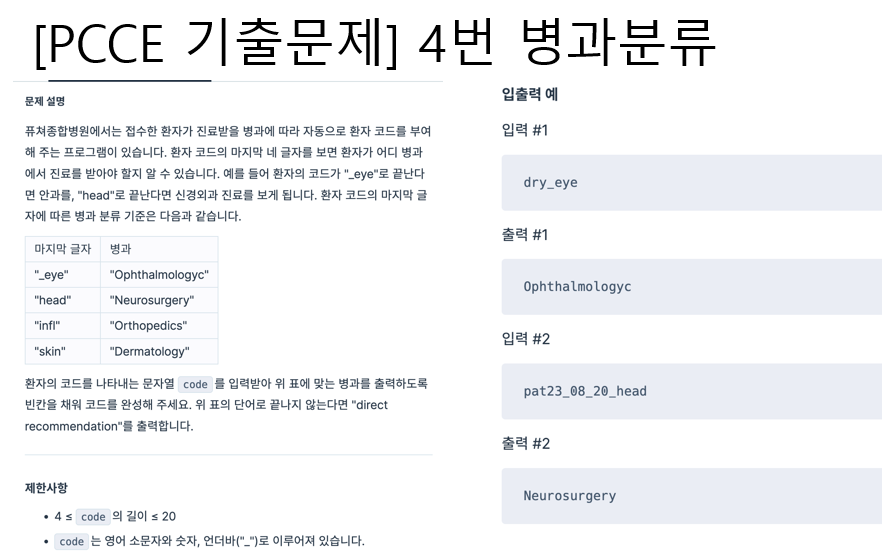 [PCCE 기출문제] 4번 병과분류
문제 설명
퓨쳐종합병원에서는 접수한 환자가 진료받을 병과에 따라 자동으로 환자 코드를 부여
해 주는 프로그램이 있습니다. 환자 코드의 마지막 네 글자를 보면 환자가 어디 병과
에서 진료를 받아야 할지 알 수 있습니다. 예를 들어 환자의 코드가 "_eye"로 끝난다
면 안과를, "head"로 끝난다면 신경외과 진료를 보게 됩니다. 환자 코드의 마지막 글
자에 따른 병과 분류 기준은 다음과 같습니다.
마지막 글자 병과
"_eye" "Ophthalmologyc"
"head" "Neurosurgery"
"infl" "Orthopedics"
"skin" "Dermatology"
환자의 코드를 나타내는 문자열 code 를 입력받아 위 표에 맞는 병과를 출력하도록
빈칸을 채워 코드를 완성해 주세요. 위 표의 단어로 끝나지 않는다면 "direct
recommendation"를 출력합니다.
제한사항
• 4 ≤ code 의 길이 ≤ 20
• code 는 영어 소문자와 숫자, 언더바("_")로 이루어져 있습니다.
입출력 예
입력 #1
dry_eye
출력 #1
Ophthalmologyc
입력 #2
pat23_08_20_head
출력 #2
Neurosurgery